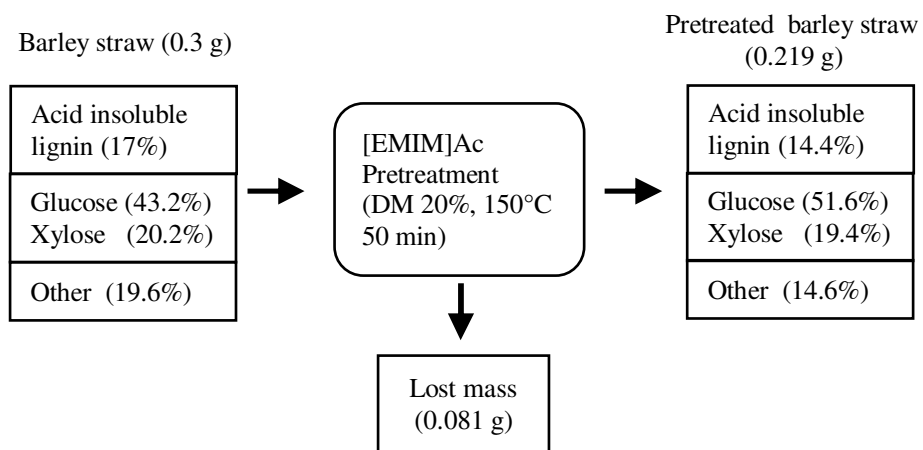 Barley straw (0.3 g)
Acid insoluble
lignin (17%)
Glucose (43.2%)
Xylose (20.2%)
Other (19.6%)
[EMIM]Ac
Pretreatment
(DM 20%, 150°C
50 min)
Lost mass
(0.081 g)
Pretreated barley straw
(0.219 g)
Acid insoluble
lignin (14.4%)
Glucose (51.6%)
Xylose (19.4%)
Other (14.6%)